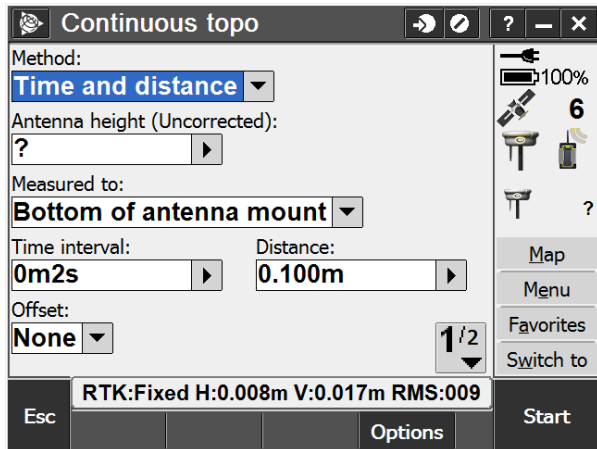 Continuous topo
? – ×
Method:
Time and distance
100%
Antenna height (Uncorrected):
6
?
Measured to:
Bottom of antenna mount
?
Time interval: Distance:
0m2s 0.100m
Map
Menu
Offset:
None
1/2
Favorites
Switch to
RTK:Fixed H:0.008m V:0.017m RMS:009
Esc
Options
Start